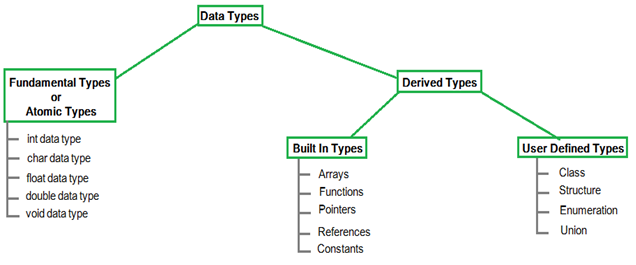 Data Types
Fundamental Types
or
Atomic Types
int data type
char data type
float data type
double data type
void data type
Derived Types
Built In Types
Arrays
Functions
Pointers
References
Constants
User Defined Types
Class
Structure
Enumeration
Union